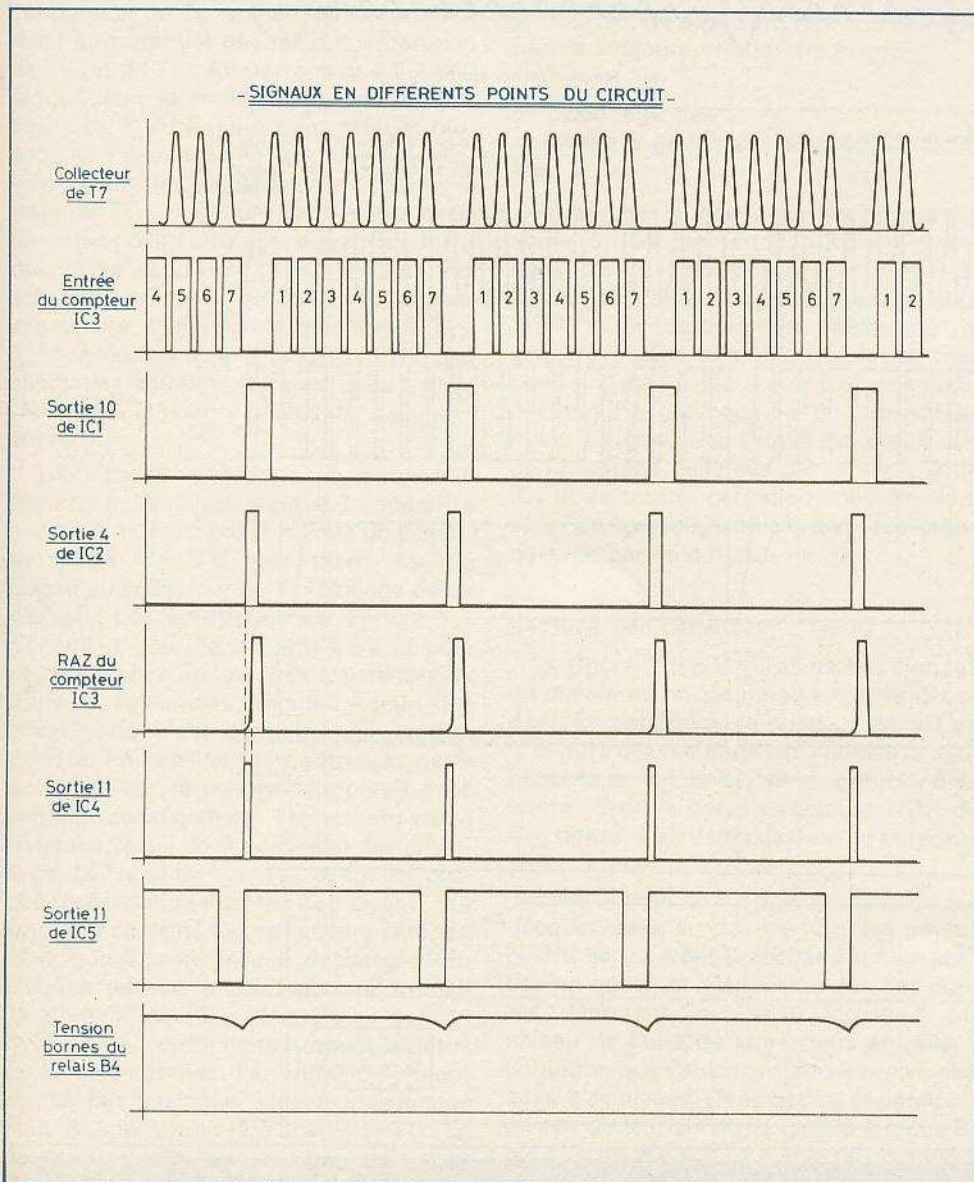 SIGNAUX EN DIFFERENTS POINTS DU CIRCUIT
Collecteur
de T7
Entrée
du compteur
IC3
4 5 6 7 1 2 3 4 5 6 7 1 2 3 4 5 6 7 1 2 3 4 5 6 7 1 2
Sortie 10
de IC1
Sortie 4
de IC2
RAZ du
compteur
IC3
Sortie 11
de IC4
Sortie 11
de IC5
Tension
bornes du
relais B4